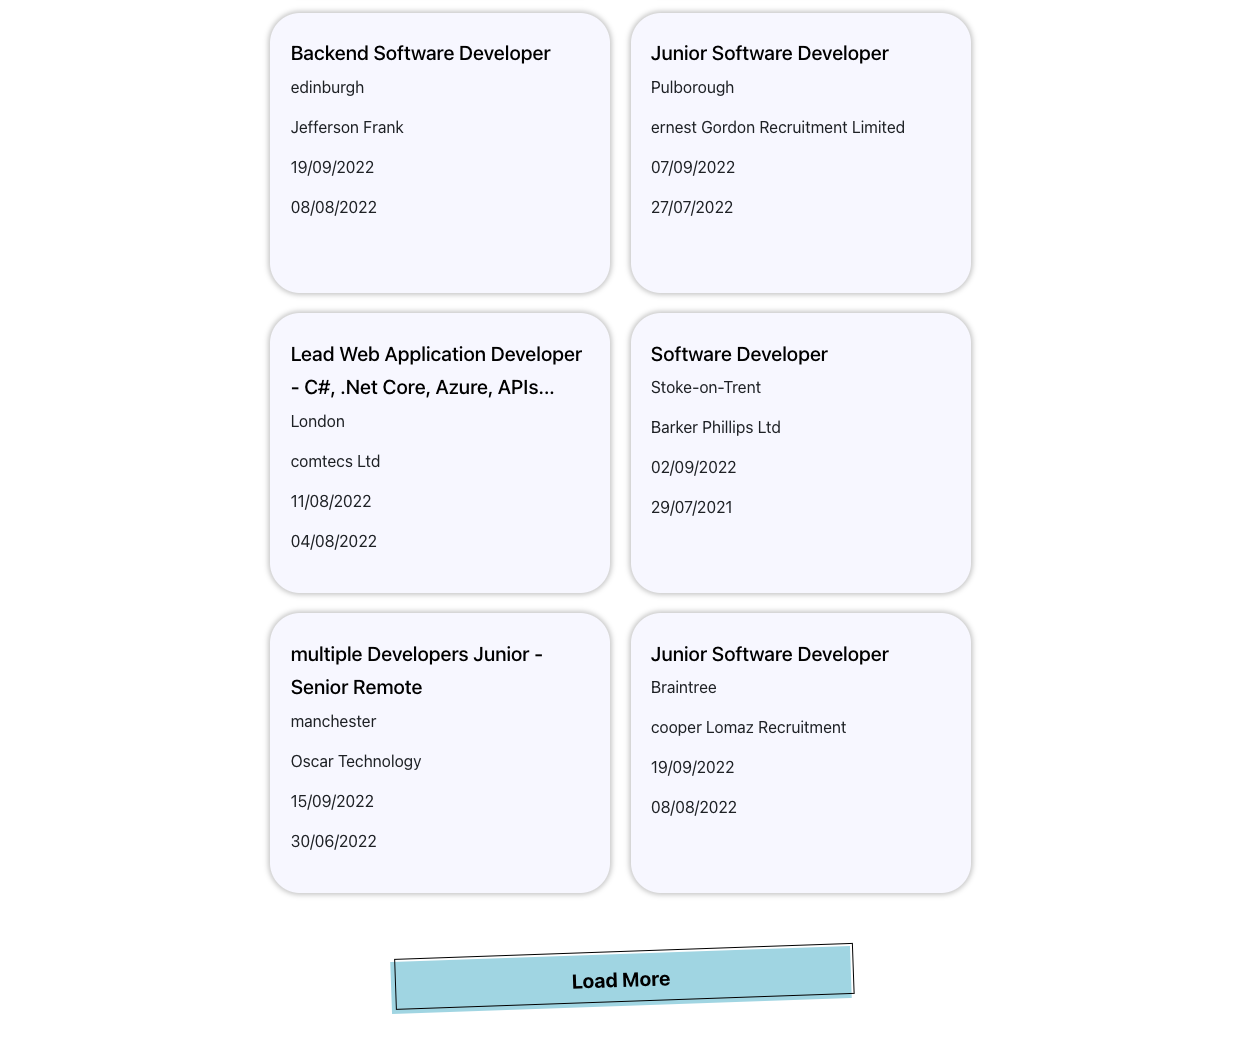 Backend Software Developer
edinburgh
Jefferson Frank
19/09/2022
08/08/2022
Junior Software Developer
Pulborough
ernest Gordon Recruitment Limited
07/09/2022
27/07/2022
Lead Web Application Developer
- C#, .Net Core, Azure, APIs...
London
comtecs Ltd
11/08/2022
04/08/2022
Software Developer
Stoke-on-Trent
Barker Phillips Ltd
02/09/2022
29/07/2021
multiple Developers Junior -
Senior Remote
manchester
Oscar Technology
15/09/2022
30/06/2022
Junior Software Developer
Braintree
cooper Lomaz Recruitment
19/09/2022
08/08/2022
Load More